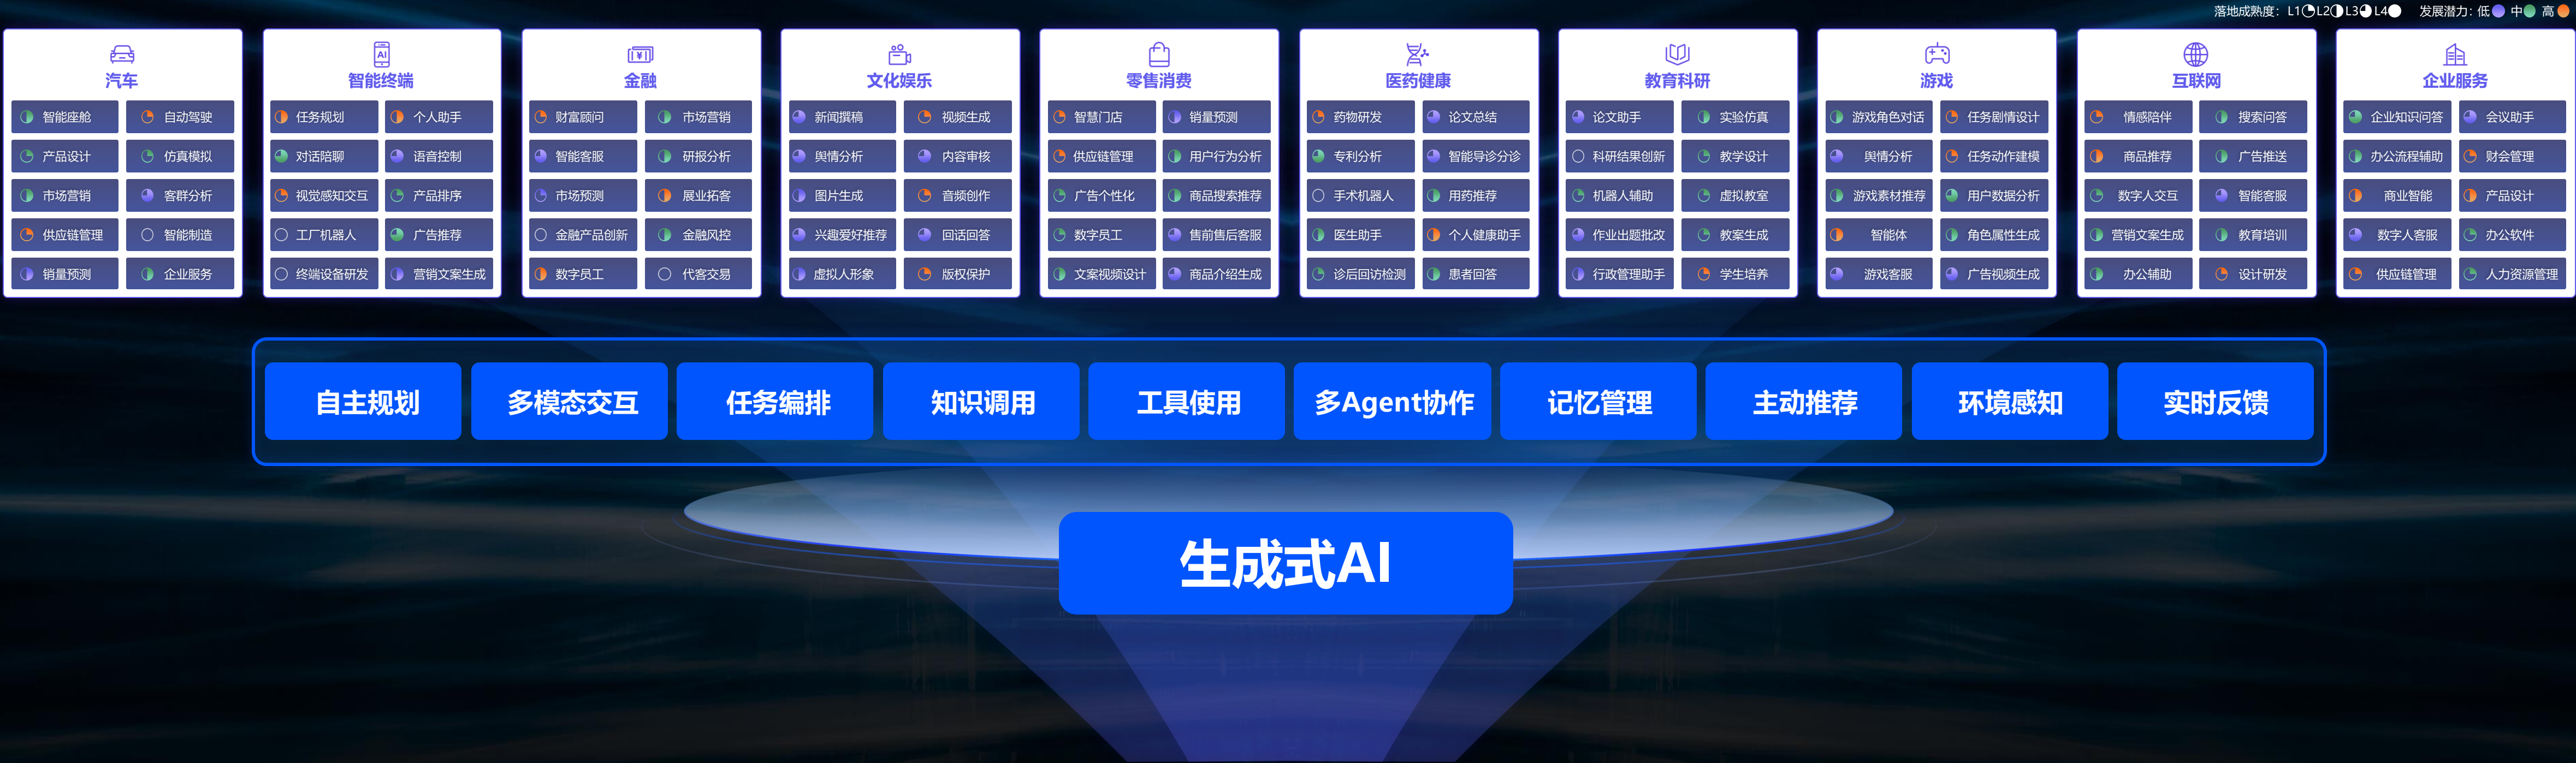 落地成熟度：L1 L2 L3 L4 发展潜力：低 中 高
汽车
智能座舱 自动驾驶
产品设计 仿真模拟
市场营销 客群分析
供应链管理 智能制造
销量预测 企业服务
AI
智能终端
任务规划 个人助手
对话陪聊 语音控制
视觉感知交互 产品排序
工厂机器人 广告推荐
终端设备研发 营销文案生成
¥
金融
财富顾问 市场营销
智能客服 研报分析
市场预测 展业拓客
金融产品创新 金融风控
数字员工 代客交易
文化娱乐
新闻撰稿 视频生成
舆情分析 内容审核
图片生成 音频创作
兴趣爱好推荐 回话回答
虚拟人形象 版权保护
零售消费
智慧门店 销量预测
供应链管理 用户行为分析
广告个性化 商品搜索推荐
数字员工 售前售后客服
文案视频设计 商品介绍生成
医药健康
药物研发 论文总结
专利分析 智能导诊分诊
手术机器人 用药推荐
医生助手 个人健康助手
诊后回访检测 患者回答
教育科研
论文助手 实验仿真
科研结果创新 教学设计
机器人辅助 虚拟教室
作业出题批改 教案生成
行政管理助手 学生培养
游戏
游戏角色对话 任务剧情设计
舆情分析 任务动作建模
游戏素材推荐 用户数据分析
智能体 角色属性生成
游戏客服 广告视频生成
互联网
情感陪伴 搜索问答
商品推荐 广告推送
数字人交互 智能客服
营销文案生成 教育培训
办公辅助 设计研发
企业服务
企业知识问答 会议助手
办公流程辅助 财会管理
商业智能 产品设计
数字人客服 办公软件
供应链管理 人力资源管理
自主规划 多模态交互 任务编排 知识调用 工具使用 多Agent协作 记忆管理 主动推荐 环境感知 实时反馈
生成式AI